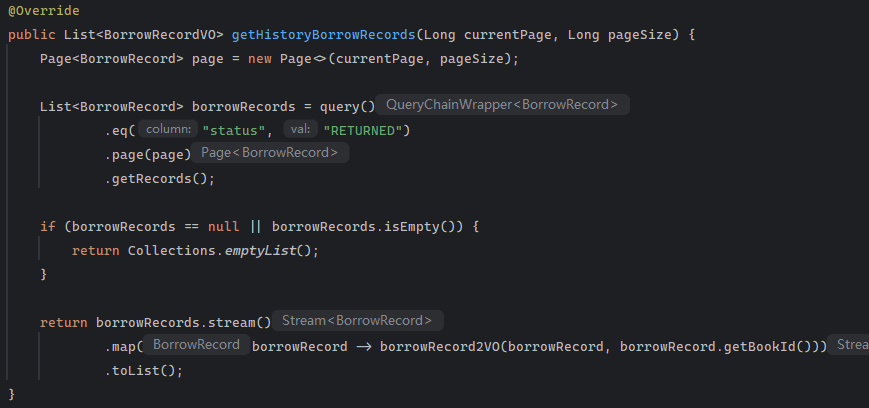 @Override
public List<BorrowRecordVO> getHistoryBorrowRecords(Long currentPage, Long pageSize) {
    Page<BorrowRecord> page = new Page<>(currentPage, pageSize);

    List<BorrowRecord> borrowRecords = query() QueryChainWrapper<BorrowRecord>
            .eq( column: "status", val: "RETURNED")
            .page(page) Page<BorrowRecord>
            .getRecords();

    if (borrowRecords == null || borrowRecords.isEmpty()) {
        return Collections.emptyList();
    }

    return borrowRecords.stream() Stream<BorrowRecord>
            .map( BorrowRecord borrowRecord -> borrowRecord2VO(borrowRecord, borrowRecord.getBookId())) Strea
            .toList();
}